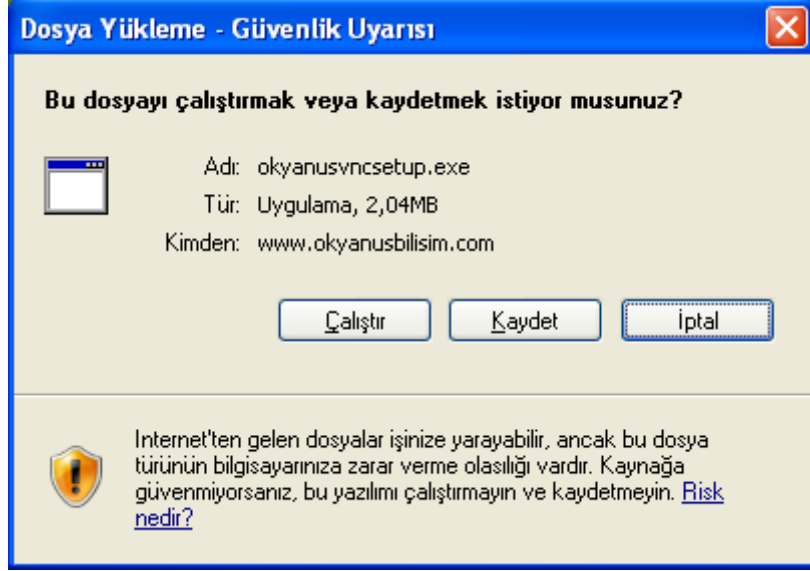 Dosya Yükleme - Güvenlik Uyarısı
Bu dosyayı çalıştırmak veya kaydetmek istiyor musunuz?
Adı: okyanusvncsetup.exe
Tür: Uygulama, 2,04MB
Kimden: www.okyanusbilisim.com
Çalıştır Kaydet İptal
Internet'ten gelen dosyalar işinize yarayabilir, ancak bu dosya
türünün bilgisayarınıza zarar verme olasılığı vardır. Kaynağa
güvenmiyorsanız, bu yazılımı çalıştırmayın ve kaydetmeyin. Risk
nedir?